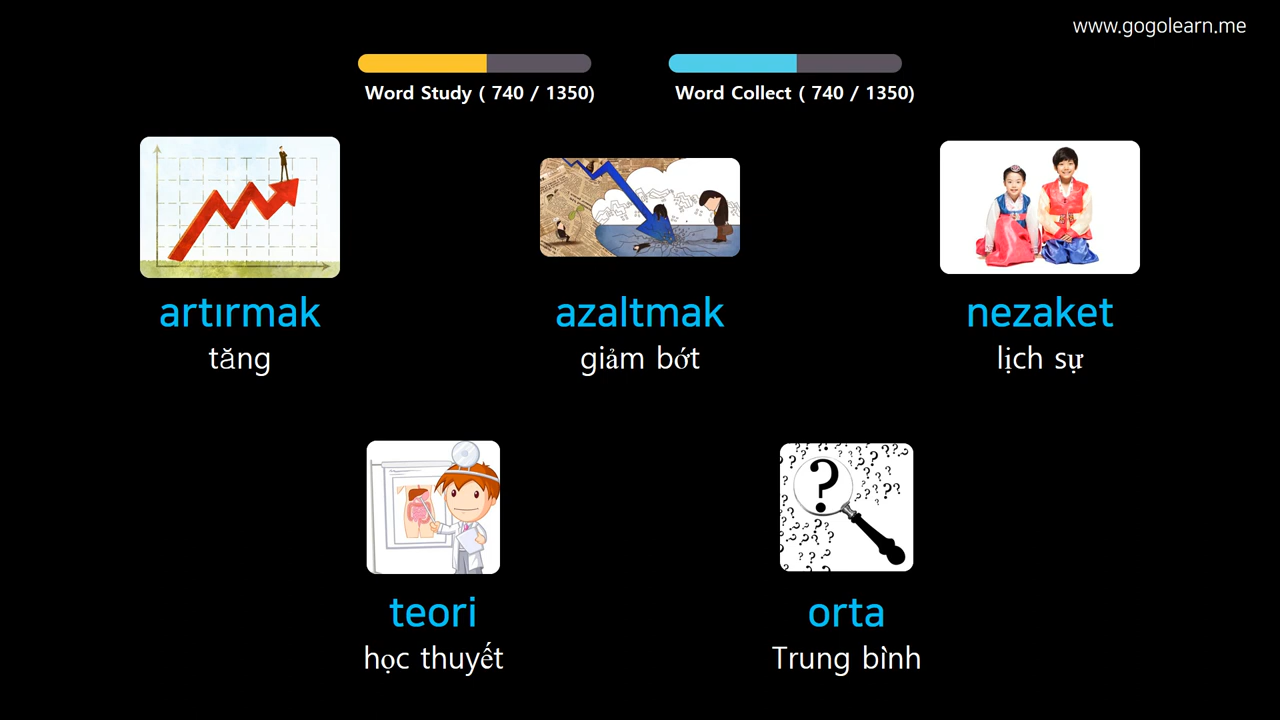 www.gogolearn.me
Word Study ( 740 / 1350)
Word Collect ( 740 / 1350)
artırmak
tăng
azaltmak
giảm bớt
nezaket
lịch sự
teori
học thuyết
orta
Trung bình